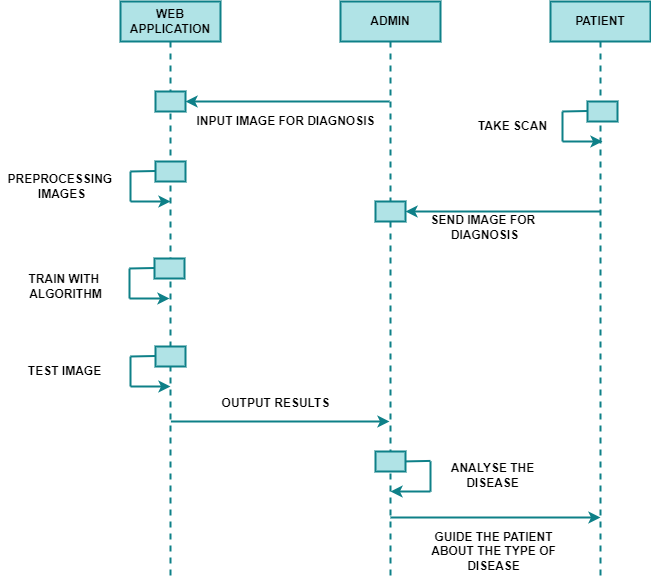 WEB
APPLICATION
ADMIN
PATIENT
INPUT IMAGE FOR DIAGNOSIS
TAKE SCAN
PREPROCESSING
IMAGES
SEND IMAGE FOR
DIAGNOSIS
TRAIN WITH
ALGORITHM
TEST IMAGE
OUTPUT RESULTS
ANALYSE THE
DISEASE
GUIDE THE PATIENT
ABOUT THE TYPE OF
DISEASE